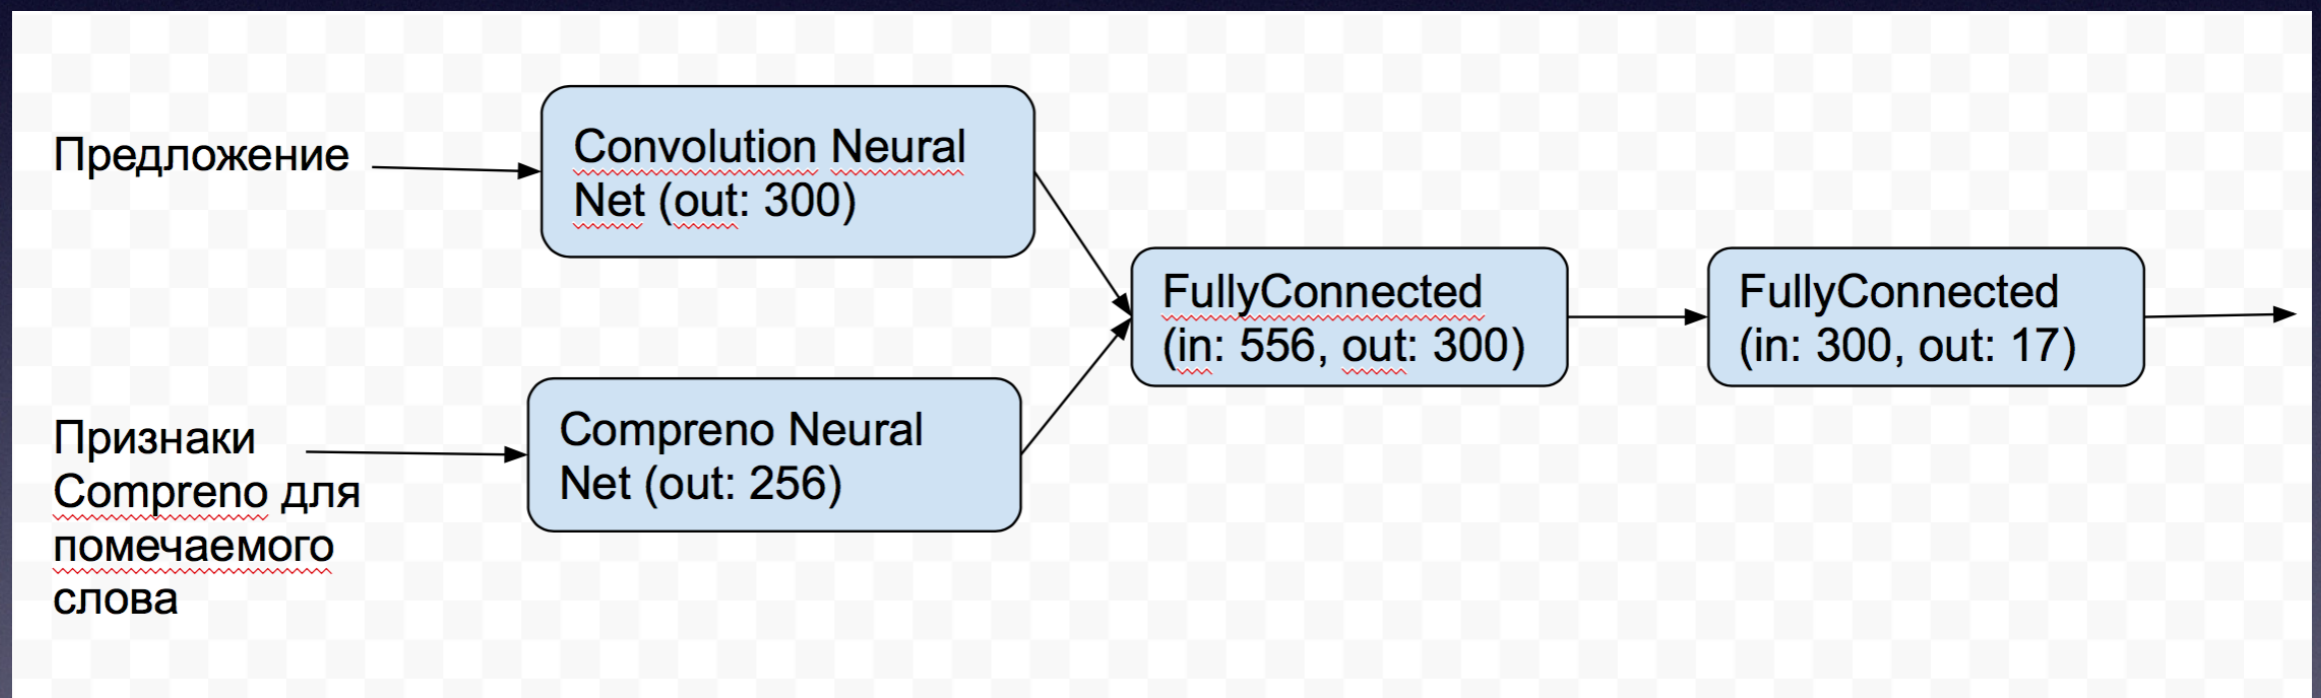 Предложение
Convolution Neural
Net (out: 300)
Признаки
Compreno для
помечаемого
слова
Compreno Neural
Net (out: 256)
FullyConnected
(in: 556, out: 300)
FullyConnected
(in: 300, out: 17)